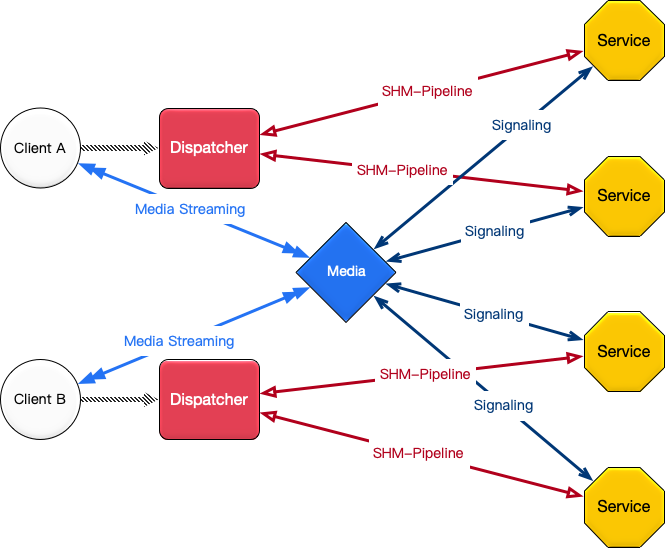 Service
SHM-Pipeline
Signaling
Client A
Dispatcher
SHM-Pipeline
Service
Media Streaming
Signaling
Media
Signaling
Media Streaming
Service
SHM-Pipeline
Client B
Dispatcher
Signaling
SHM-Pipeline
Service